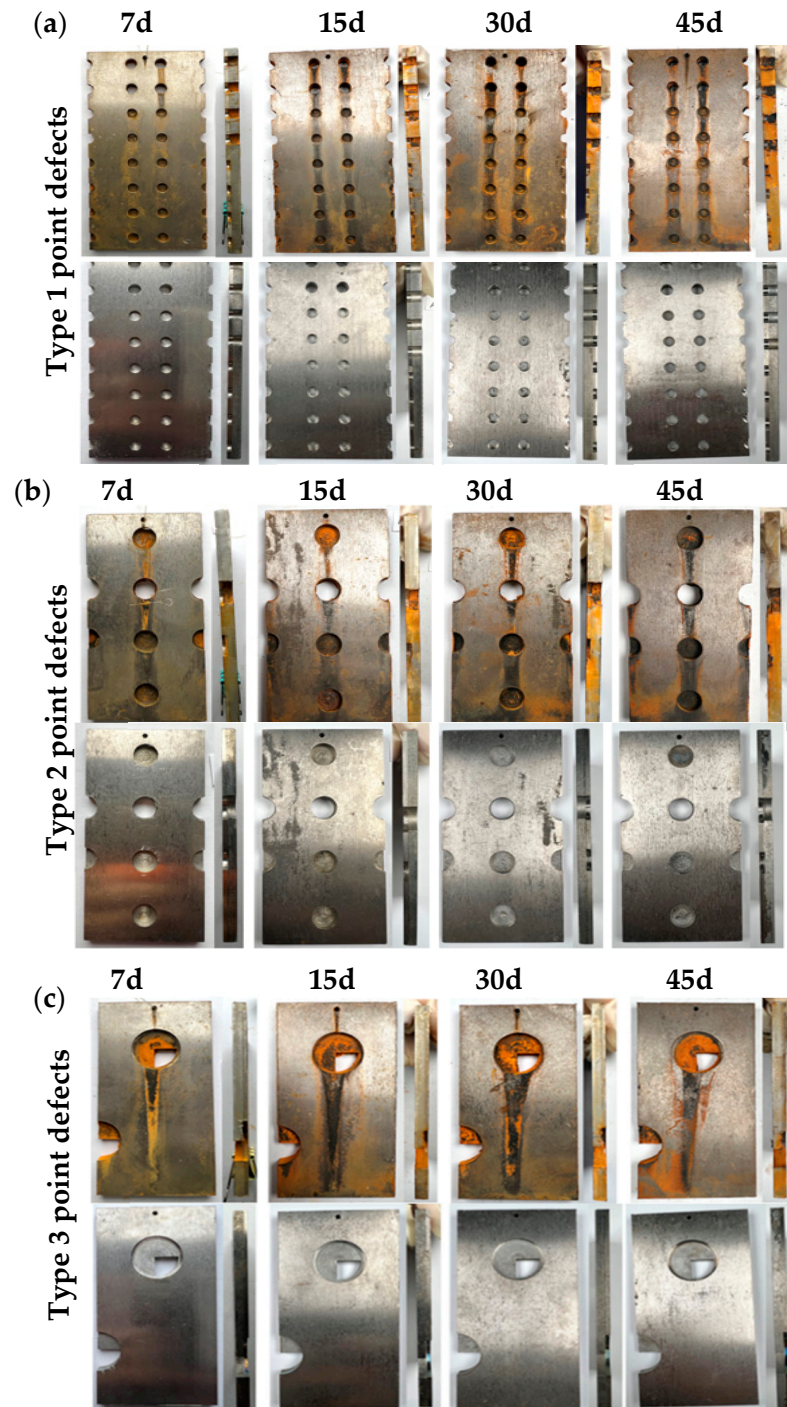 (a)
7d 15d 30d 45d
Type 1 point defects
(b)
7d 15d 30d 45d
Type 2 point defects
(c)
7d 15d 30d 45d
Type 3 point defects